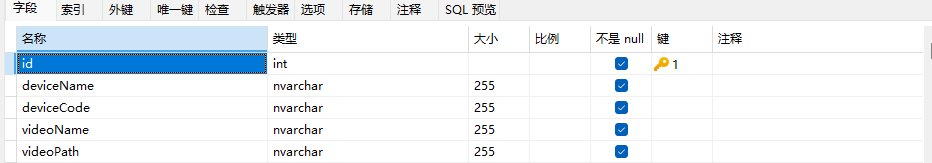 字段 索引 外键 唯一键 检查 触发器 选项 存储 注释 SQL 预览
名称 类型 大小 比例 不是 null 键 注释
id int 1
deviceName nvarchar 255
deviceCode nvarchar 255
videoName nvarchar 255
videoPath nvarchar 255